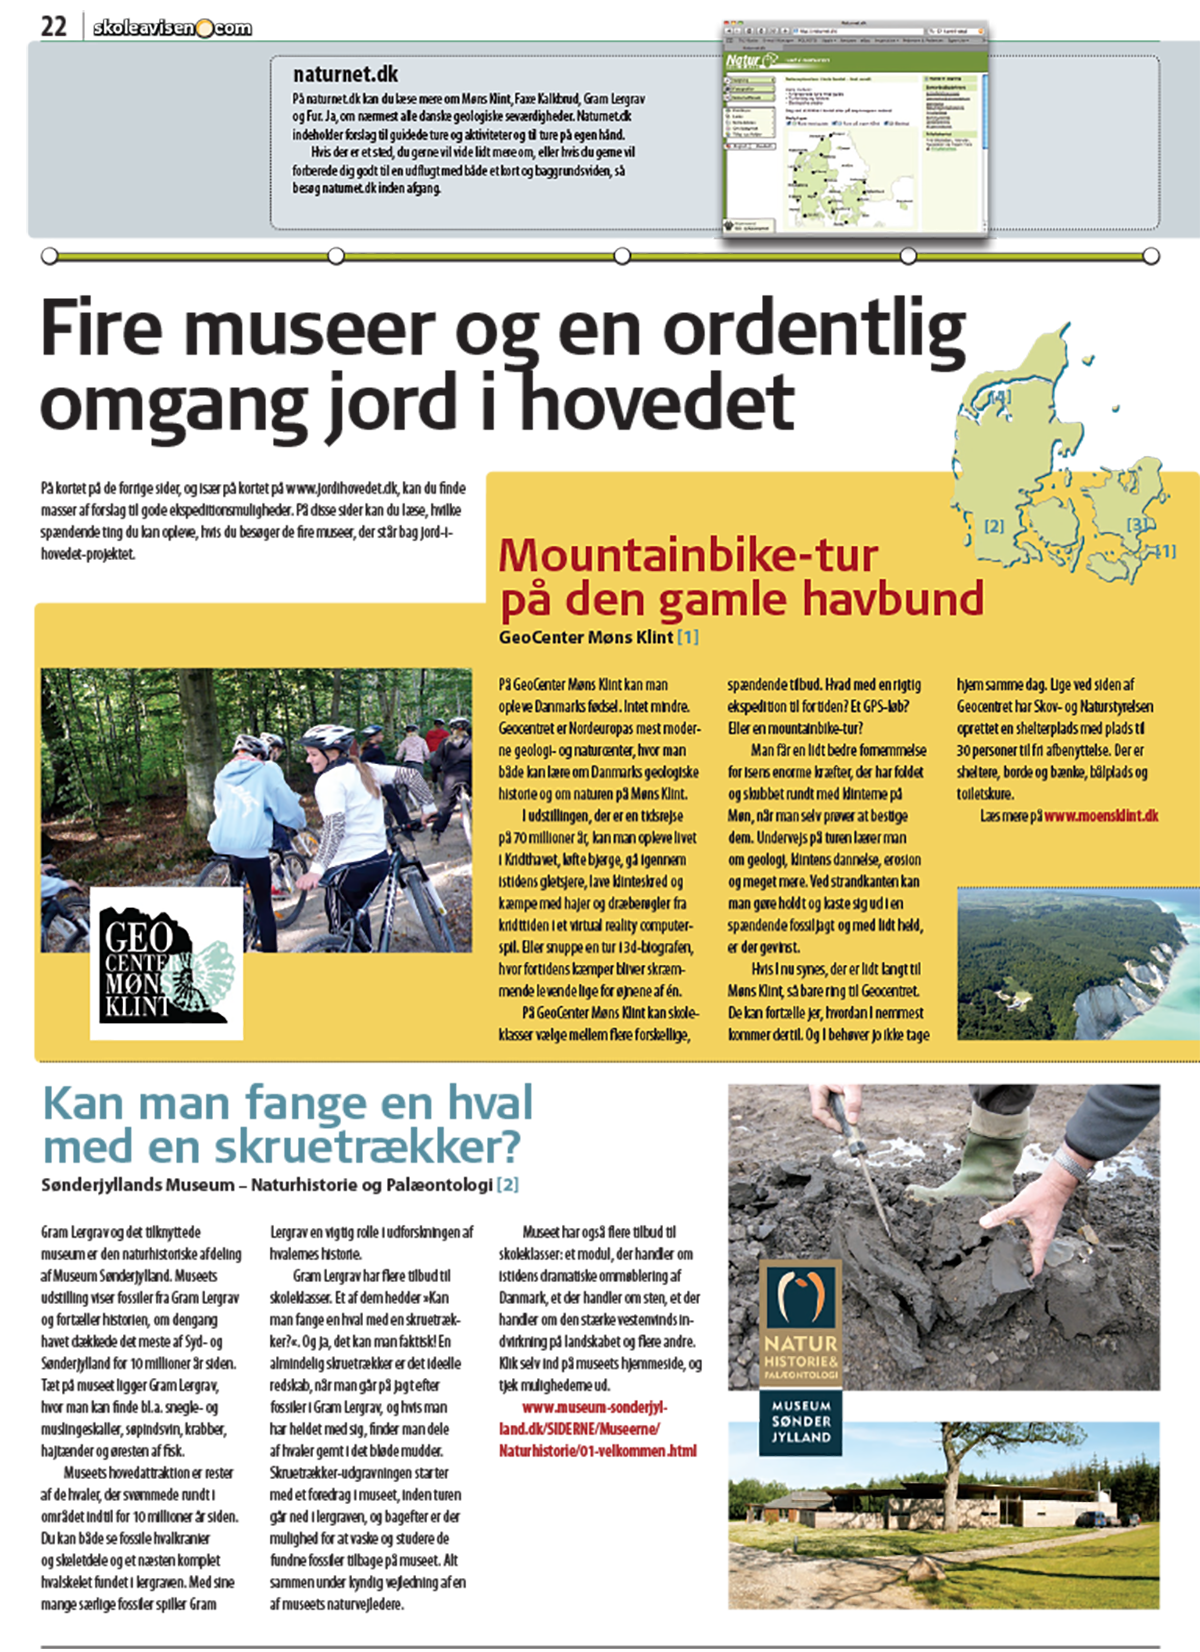 22
skoleavisen.com
naturnet.dk
På naturnet.dk kan du læse mere om Møns Klint, Faxe Kalkbrud, Gram Lergrav
og Fur. Ja, om nærmest alle danske geologiske seværdigheder. Naturnet.dk
indeholder forslag til guidede ture og aktiviteter og til ture på egen hånd.
Hvis der er et sted, du gerne vil vide lidt mere om, eller hvis du gerne vil
forberede dig godt til en udflugt med både et kort og baggrundsviden, så
besøg naturnet.dk inden afgang.
Naturnet.dk
Natur
Fire museer og en ordentlig
omgang jord i hovedet
På kortet på de forrige sider, og især på kortet på www.jordihovedet.dk, kan du finde
masser af forslag til gode ekspeditionsmuligheder. På disse sider kan du læse, hvilke
spændende ting du kan opleve, hvis du besøger de fire museer, der står bag jord-i-
hovedet-projektet.
[4]
[2]
[3]
[1]
Mountainbike-tur
på den gamle havbund
GeoCenter Møns Klint [1]
På GeoCenter Møns Klint kan man
opleve Danmarks fødsel. Intet mindre.
Geocentret er Nordeuropas mest moder-
ne geologi- og naturcenter, hvor man
både kan lære om Danmarks geologiske
historie og om naturen på Møns Klint.
I udstillingen, der er en tidsrejse
på 70 millioner år, kan man opleve livet
i Kridthavet, løfte bjerge, gå igennem
istidens gletsjere, lave klinteskred og
kæmpe med hajer og dræberøgler fra
kridttiden i et virtual reality computer-
spil. Eller snuppe en tur i 3d-biografen,
hvor fortidens kæmper bliver skræm-
mende levende lige for øjnene af én.
På GeoCenter Møns Klint kan skole-
klasser vælge mellem flere forskellige,
spændende tilbud. Hvad med en rigtig
ekspedition til fortiden? Et GPS-løb?
Eller en mountainbike-tur?
Man får en lidt bedre fornemmelse
for isens enorme kræfter, der har foldet
og skubbet rundt med klinterne på
Møn, når man selv prøver at bestige
dem. Undervejs på turen lærer man
om geologi, klintens dannelse, erosion
og meget mere. Ved strandkanten kan
man gøre holdt og kaste sig ud i en
spændende fossiljagt og med lidt held,
er der gevinst.
Hvis I nu synes, der er lidt langt til
Møns Klint, så bare ring til Geocentret.
De kan fortælle jer, hvordan I nemmest
kommer dertil. Og I behøver jo ikke tage
hjem samme dag. Lige ved siden af
Geocentret har Skov- og Naturstyrelsen
oprettet en shelterplads med plads til
30 personer til fri afbenyttelse. Der er
sheltere, borde og bænke, bålplads og
toiletskure.
Læs mere på www.moensklint.dk
GEO
CENTER
MØN
KLINT
Kan man fange en hval
med en skruetrækker?
Sønderjyllands Museum – Naturhistorie og Palæontologi [2]
Gram Lergrav og det tilknyttede
museum er den naturhistoriske afdeling
af Museum Sønderjylland. Museets
udstilling viser fossiler fra Gram Lergrav
og fortæller historien, om dengang
havet dækkede det meste af Syd- og
Sønderjylland for 10 millioner år siden.
Tæt på museet ligger Gram Lergrav,
hvor man kan finde bl.a. snegle- og
muslingeskaller, søpindsvin, krabber,
hajtænder og øresten af fisk.
Museets hovedattraktion er rester
af de hvaler, der svømmede rundt i
området indtil for 10 millioner år siden.
Du kan både se fossile hvalkranier
og skeletdele og et næsten komplet
hvalskelet fundet i lergraven. Med sine
mange særlige fossiler spiller Gram
Lergrav en vigtig rolle i udforskningen af
hvalernes historie.
Gram Lergrav har flere tilbud til
skoleklasser. Et af dem hedder »Kan
man fange en hval med en skruetræk-
ker?«. Og ja, det kan man faktisk! En
almindelig skruetrækker er det ideelle
redskab, når man går på jagt efter
fossiler i Gram Lergrav, og hvis man
har heldet med sig, finder man dele
af hvaler gemt i det bløde mudder.
Skruetrækker-udgravningen starter
med et foredrag i museet, inden turen
går ned i lergraven, og bagefter er der
mulighed for at vaske og studere de
fundne fossiler tilbage på museet. Alt
sammen under kyndig vejledning af en
af museets naturvejledere.
Museet har også flere tilbud til
skoleklasser: et modul, der handler om
istidens dramatiske ommøblering af
Danmark, et der handler om sten, et der
handler om den stærke vestenvinds in-
dvirkning på landskabet og flere andre.
Klik selv ind på museets hjemmeside, og
tjek mulighederne ud.
www.museum-sonderjyl-
land.dk/SIDERNE/Museerne/
Naturhistorie/01-velkommen.html
NATUR
HISTORIE&
PALÆONTOLOGI
MUSEUM
SØNDER
JYLLAND